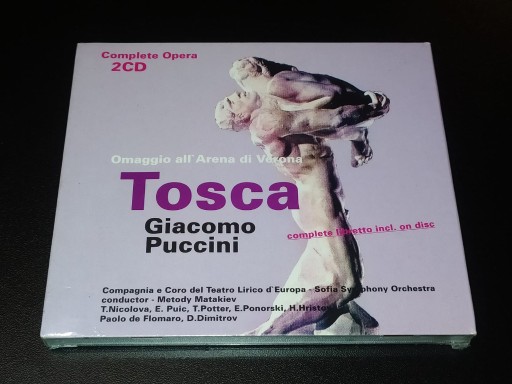 Complete Opera
2CD
Omaggio all'Arena di Verona
Tosca
Giacomo
Puccini
complete libretto incl. on disc
Compagnia e Coro del Teatro Lirico d'Europa - Sofia Symphony Orchestra
conductor - Metody Matakiev
T.Nicolova, E. Puic, T.Potter, E.Ponorski, H.Hristov
Paolo de Flomaro, D.Dimitrov